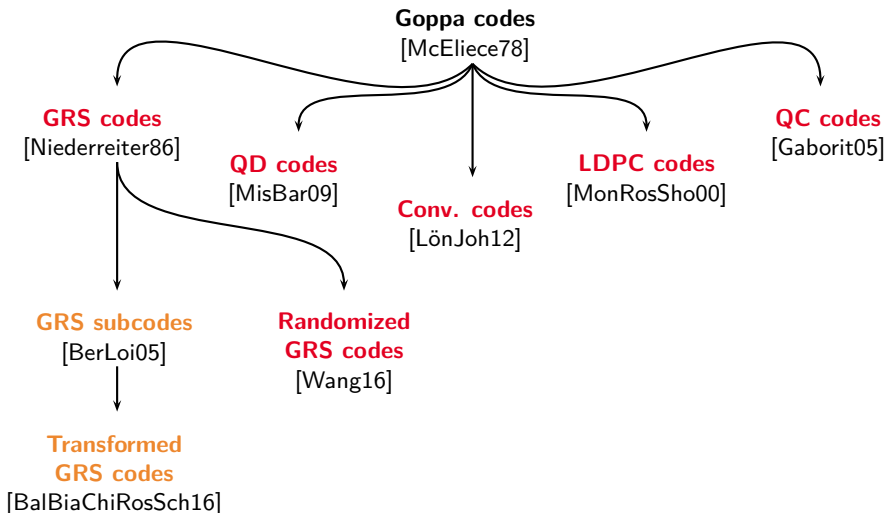 Goppa codes
[McEliece78]
GRS codes
[Niederreiter86]
QD codes
[MisBar09]
Conv. codes
[LönJoh12]
LDPC codes
[MonRosSho00]
QC codes
[Gaborit05]
GRS subcodes
[BerLoi05]
Randomized
GRS codes
[Wang16]
Transformed
GRS codes
[BalBiaChiRosSch16]